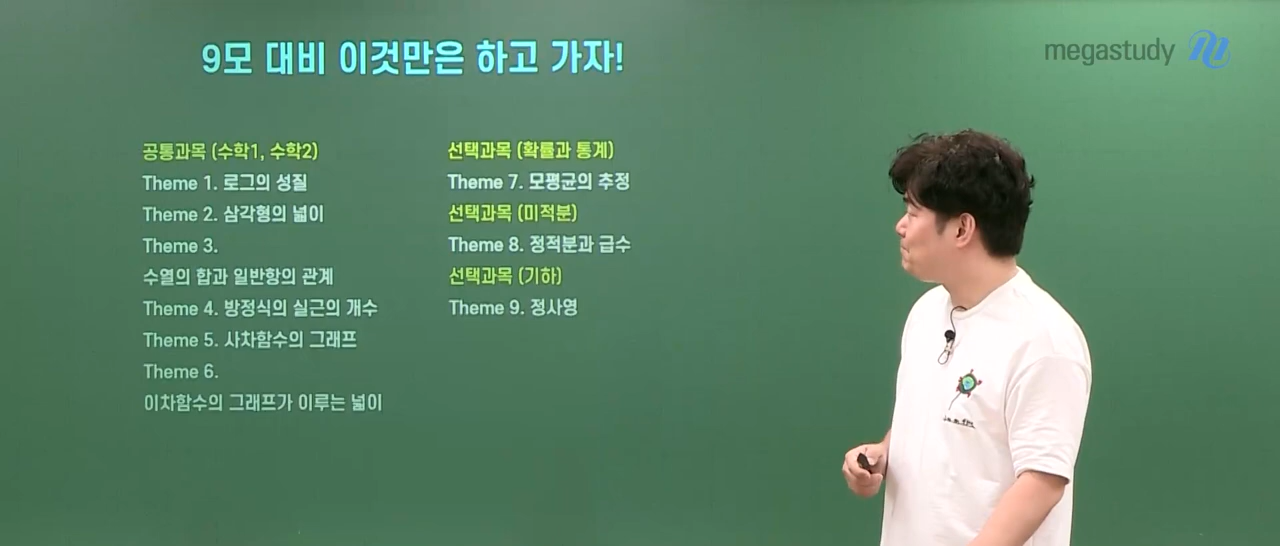 9모 대비 이것만은 하고 가자!
megastudy
공통과목 (수학1, 수학2)
Theme 1. 로그의 성질
Theme 2. 삼각형의 넓이
Theme 3.
수열의 합과 일반항의 관계
Theme 4. 방정식의 실근의 개수
Theme 5. 사차함수의 그래프
Theme 6.
이차함수의 그래프가 이루는 넓이
선택과목 (확률과 통계)
Theme 7. 모평균의 추정
선택과목 (미적분)
Theme 8. 정적분과 급수
선택과목 (기하)
Theme 9. 정사영